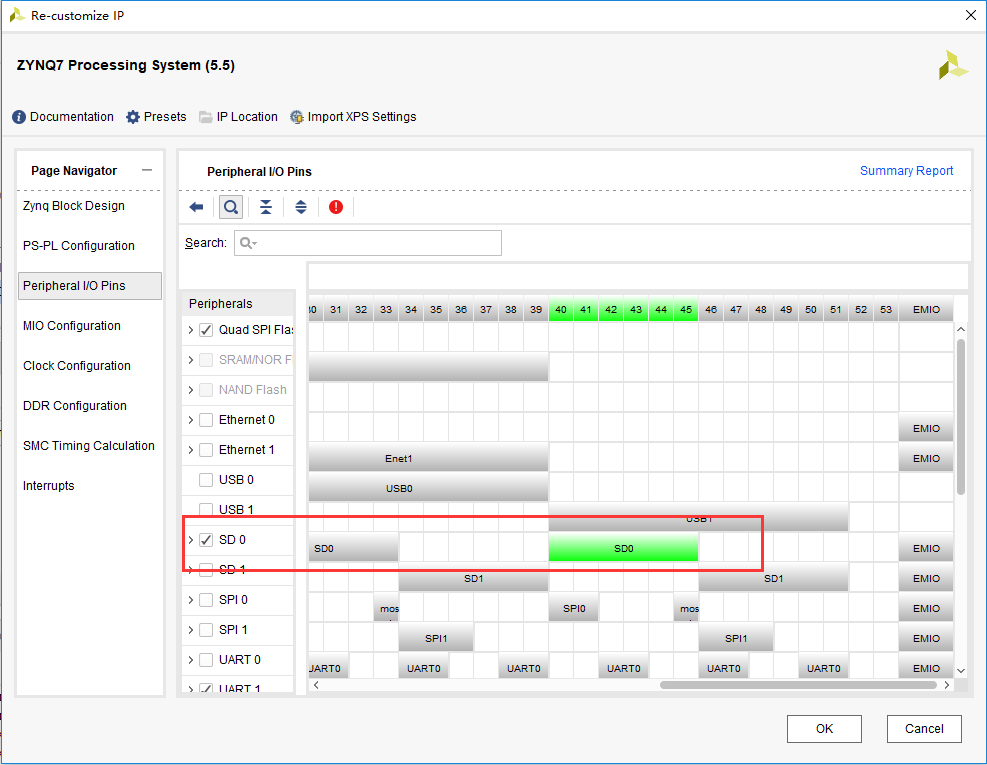 Re-customize IP
ZYNQ7 Processing System (5.5)
Documentation Presets IP Location Import XPS Settings
Page Navigator
Zynq Block Design
PS-PL Configuration
Peripheral I/O Pins
MIO Configuration
Clock Configuration
DDR Configuration
SMC Timing Calculation
Interrupts
Peripheral I/O Pins Summary Report
Search:
Peripherals 31 32 33 34 35 36 37 38 39 40 41 42 43 44 45 46 47 48 49 50 51 52 53 EMIO
Quad SPI Flas
SRAM/NOR F
NAND Flash
Ethernet 0 EMIO
Ethernet 1 Enet1 EMIO
USB 0 USB0
USB 1 USB1
SD 0 SD0 SD0 EMIO
SD 1 SD1 SD1 EMIO
SPI 0 mos SPI0 mos EMIO
SPI 1 SPI1 SPI1 EMIO
UART 0 UART0 UART0 UART0 UART0 UART0 UART0 EMIO
UART 1
OK Cancel